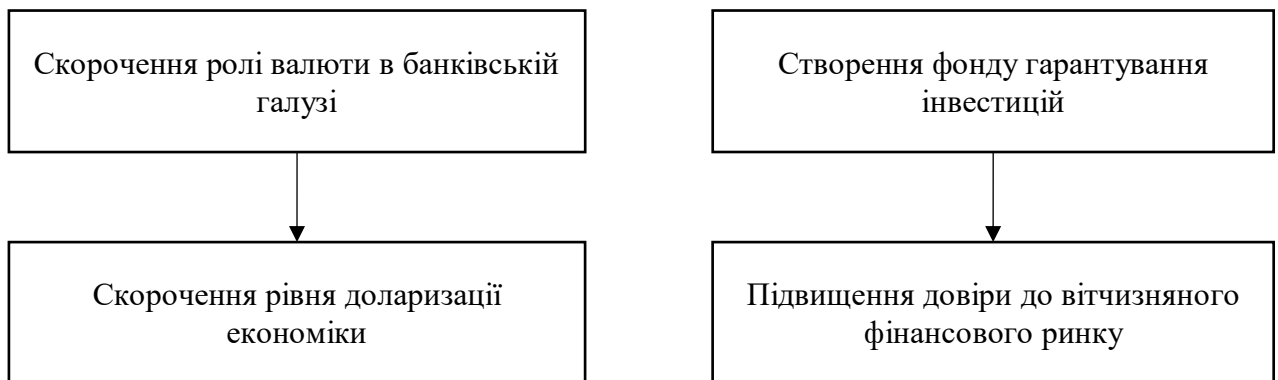 Скорочення ролі валюти в банківській
галузі
Створення фонду гарантування
інвестицій
Скорочення рівня доларизації
економіки
Підвищення довіри до вітчизняного
фінансового ринку